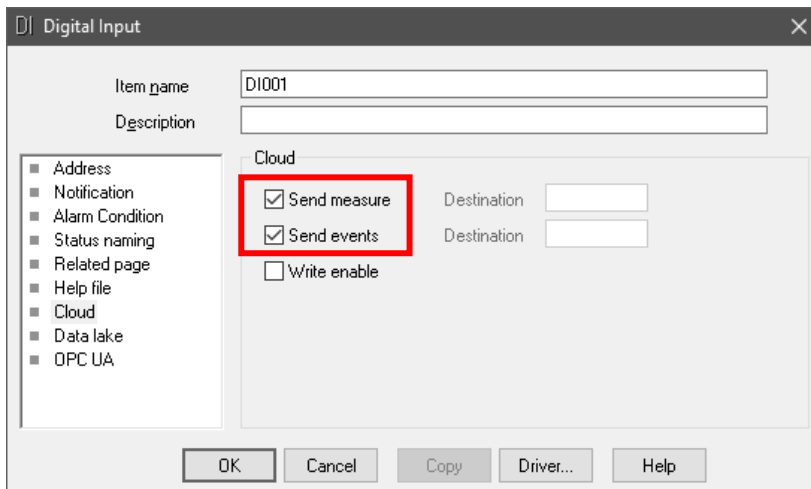 DI Digital Input
Item name DI001
Description
Address
Notification
Alarm Condition
Status naming
Related page
Help file
Cloud
Data lake
OPC UA
Cloud
Send measure Destination
Send events Destination
Write enable
OK Cancel Copy Driver... Help